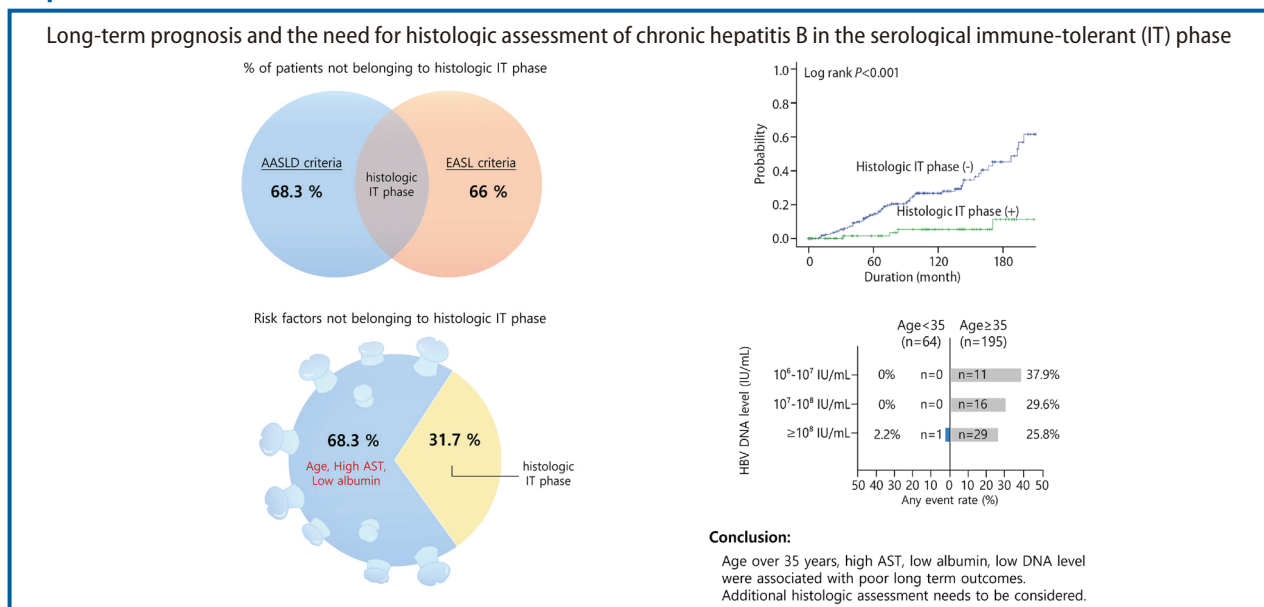 Long-term prognosis and the need for histologic assessment of chronic hepatitis B in the serological immune-tolerant (IT) phase
% of patients not belonging to histologic IT phase
AASLD criteria
68.3 %
histologic
IT phase
EASL criteria
66 %
Log rank P<0.001
Probability
1.0
0.8
0.6
0.4
0.2
0.0
Histologic IT phase (-)
Histologic IT phase (+)
0 60 120 180
Duration (month)
Risk factors not belonging to histologic IT phase
68.3 %
Age, High AST,
Low albumin
31.7 %
histologic
IT phase
Age<35 Age≥35
(n=64) (n=195)
HBV DNA level (IU/mL)
10⁶-10⁷ IU/mL 0% n=0 n=11 37.9%
10⁷-10⁸ IU/mL 0% n=0 n=16 29.6%
≥10⁸ IU/mL 2.2% n=1 n=29 25.8%
50 40 30 20 10 0 10 20 30 40 50
Any event rate (%)
Conclusion:
Age over 35 years, high AST, low albumin, low DNA level
were associated with poor long term outcomes.
Additional histologic assessment needs to be considered.